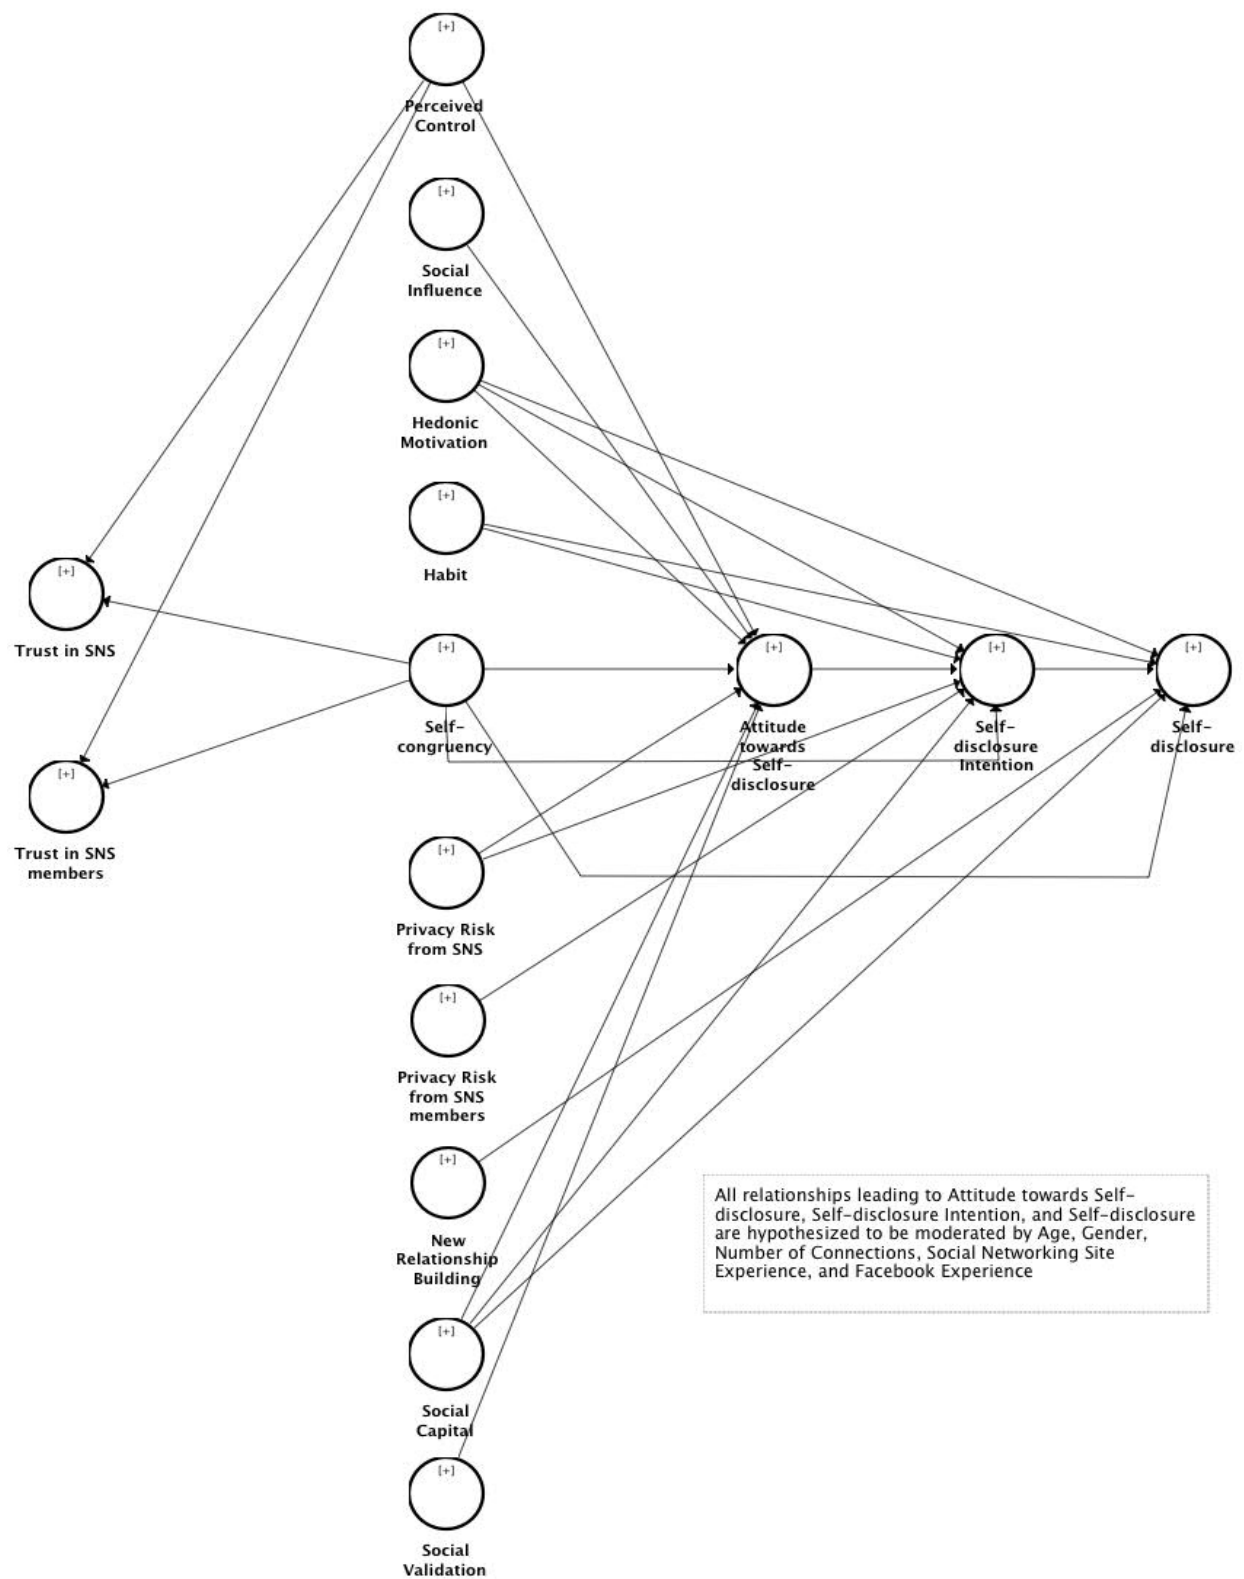 [+]
Perceived
Control
[+]
Social
Influence
[+]
Hedonic
Motivation
[+]
Habit
[+]
Trust in SNS
[+]
Trust in SNS
members
[+]
Self-
congruency
[+]
Attitude
towards
Self-
disclosure
[+]
Self-
disclosure
Intention
[+]
Self-
disclosure
[+]
Privacy Risk
from SNS
[+]
Privacy Risk
from SNS
members
[+]
New
Relationship
Building
[+]
Social
Capital
[+]
Social
Validation
All relationships leading to Attitude towards Self-
disclosure, Self-disclosure Intention, and Self-disclosure
are hypothesized to be moderated by Age, Gender,
Number of Connections, Social Networking Site
Experience, and Facebook Experience